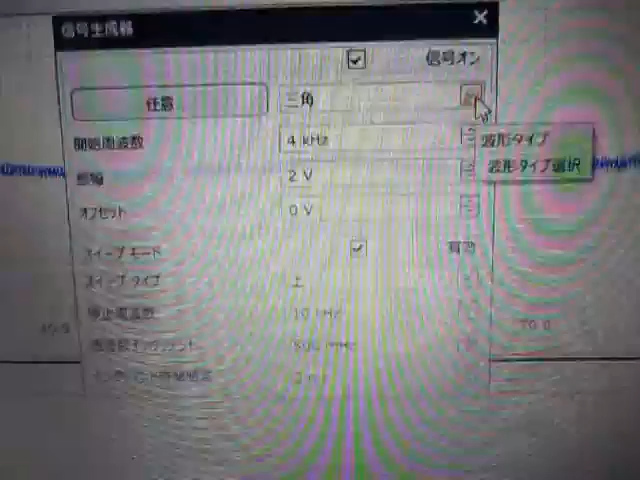 信号生成器
信号オン
任意
三角
開始周波数
4 kHz
波形タイプ
波形タイプ選択
振幅
2 V
オフセット
0 V
スイープ モード
有効
スイープ タイプ
上
停止周波数
10 kHz
70.0